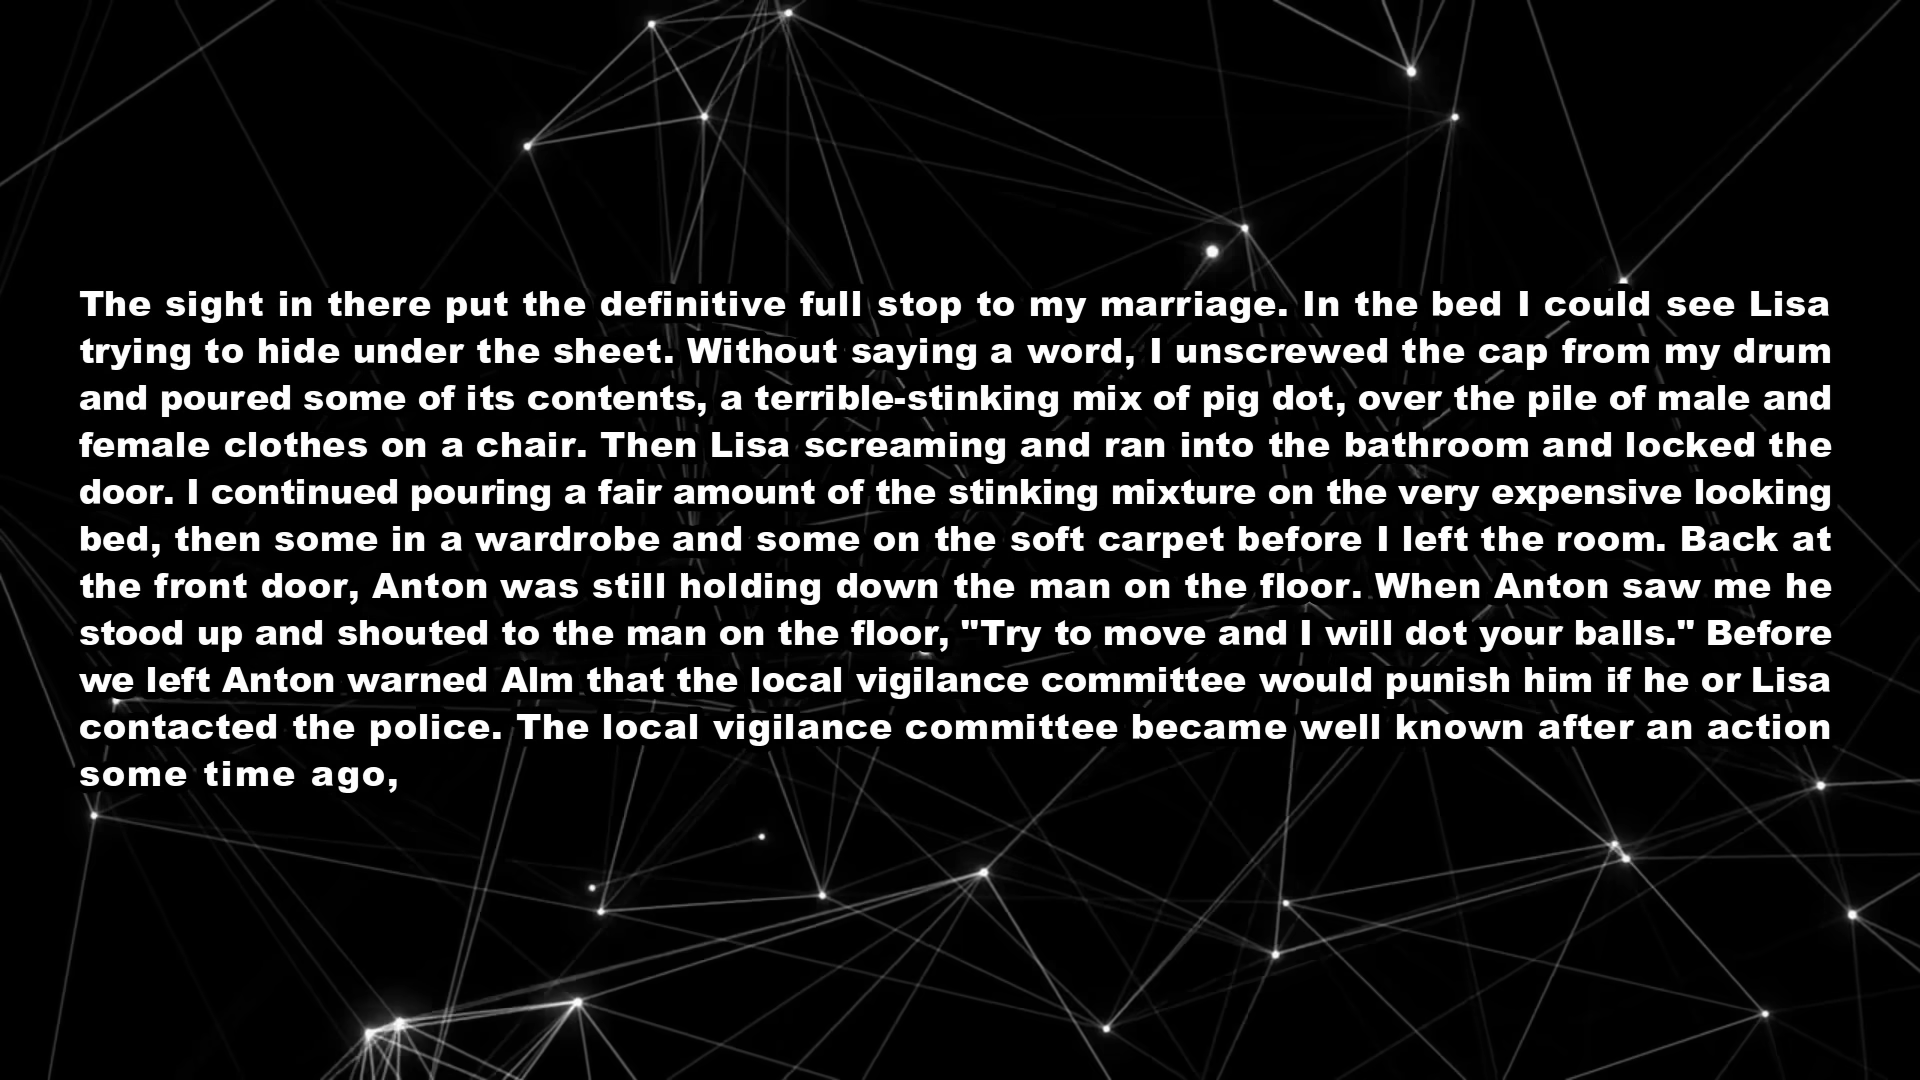 The sight in there put the definitive full stop to my marriage. In the bed I could see Lisa
trying to hide under the sheet. Without saying a word, I unscrewed the cap from my drum
and poured some of its contents, a terrible-stinking mix of pig dot, over the pile of male and
female clothes on a chair. Then Lisa screaming and ran into the bathroom and locked the
door. I continued pouring a fair amount of the stinking mixture on the very expensive looking
bed, then some in a wardrobe and some on the soft carpet before I left the room. Back at
the front door, Anton was still holding down the man on the floor. When Anton saw me he
stood up and shouted to the man on the floor, "Try to move and I will dot your balls." Before
we left Anton warned Alm that the local vigilance committee would punish him if he or Lisa
contacted the police. The local vigilance committee became well known after an action
some time ago,